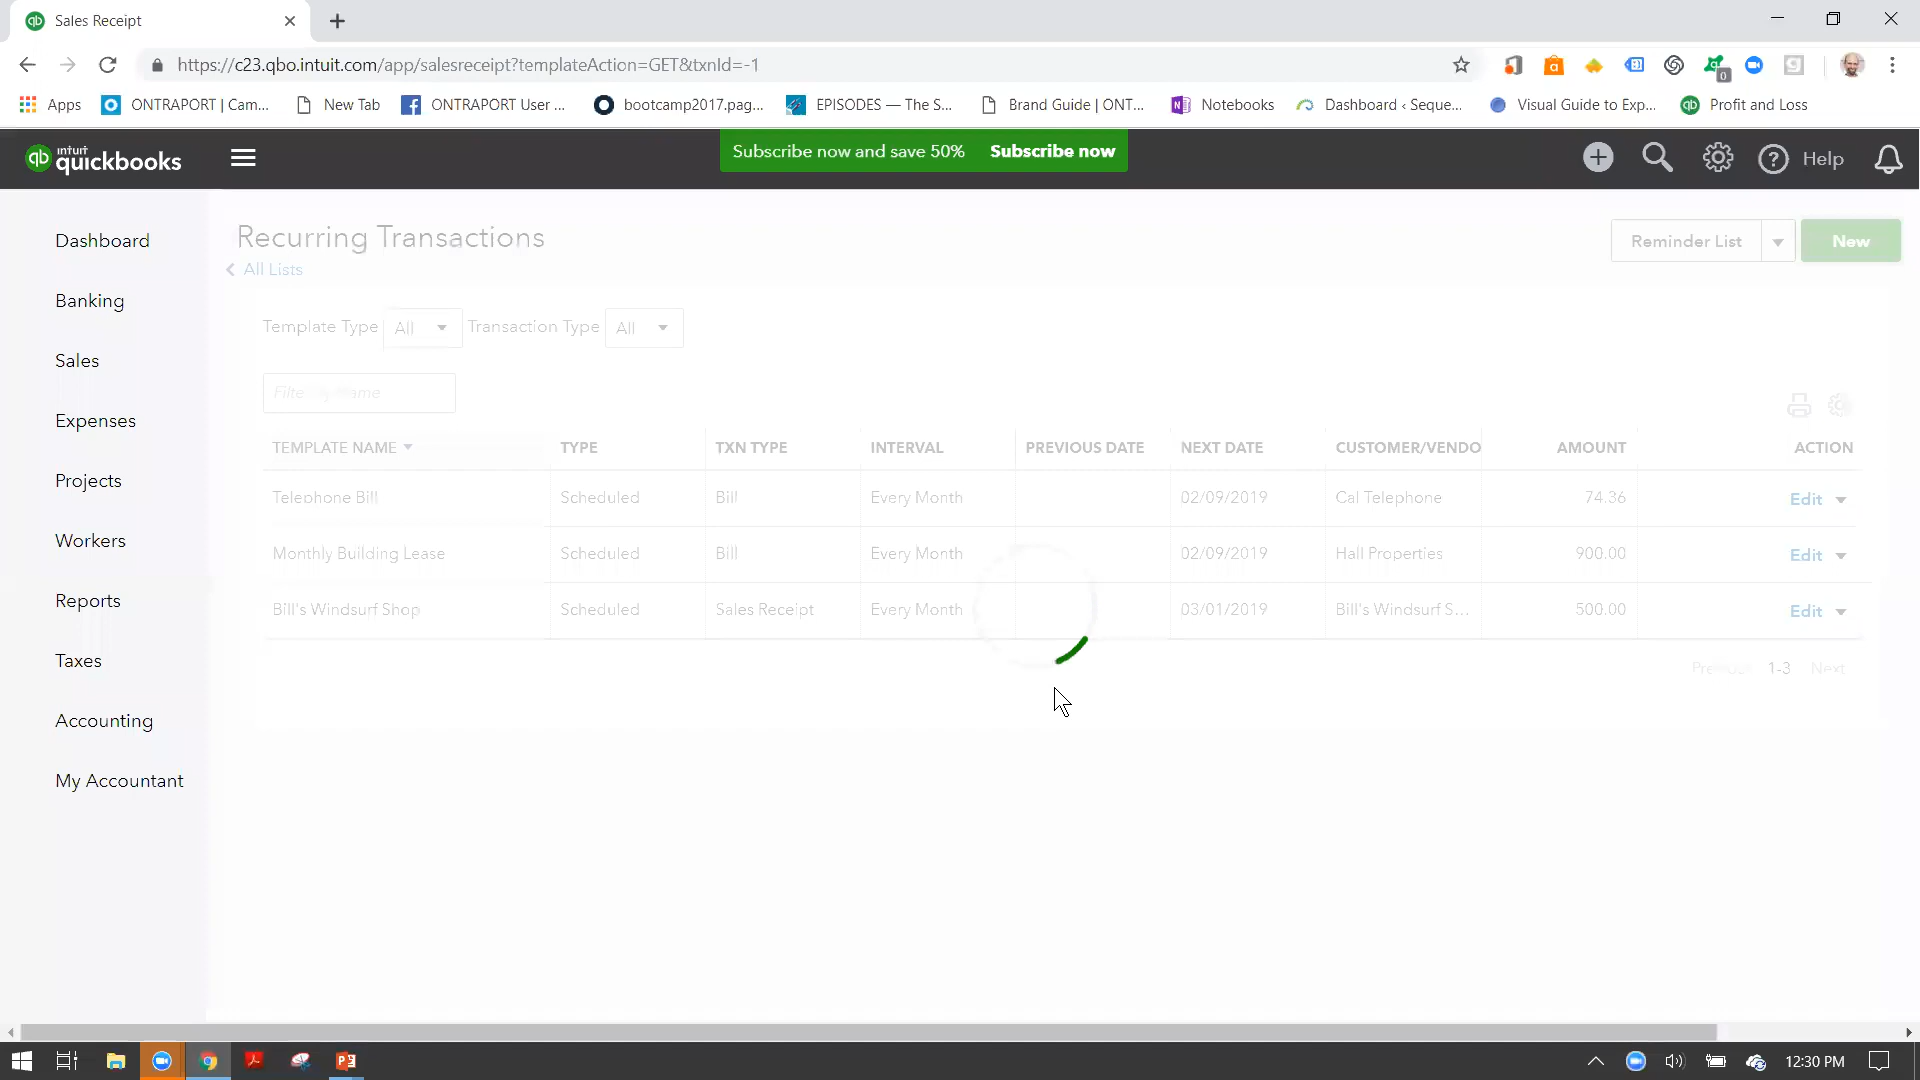 Sales Receipt
https://c23.qbo.intuit.com/app/salesreceipt?templateAction=GET&txnId=-1
0
Apps ONTRAPORT | Cam... New Tab ONTRAPORT User ... bootcamp2017.pag... EPISODES — The S... Brand Guide | ONT... Notebooks Dashboard ‹ Seque... Visual Guide to Exp... Profit and Loss
intuit
quickbooks
Subscribe now and save 50% Subscribe now
Help
Dashboard
Banking
Sales
Expenses
Projects
Workers
Reports
Taxes
Accounting
My Accountant
Recurring Transactions
All Lists
Reminder List
New
Template Type All Transaction Type All
Filter by Name
TEMPLATE NAME TYPE TXN TYPE INTERVAL PREVIOUS DATE NEXT DATE CUSTOMER/VENDO AMOUNT ACTION
Telephone Bill Scheduled Bill Every Month 02/09/2019 Cal Telephone 74.36 Edit
Monthly Building Lease Scheduled Bill Every Month 02/09/2019 Hall Properties 900.00 Edit
Bill's Windsurf Shop Scheduled Sales Receipt Every Month 03/01/2019 Bill's Windsurf S... 500.00 Edit
1-3 Next
12:30 PM